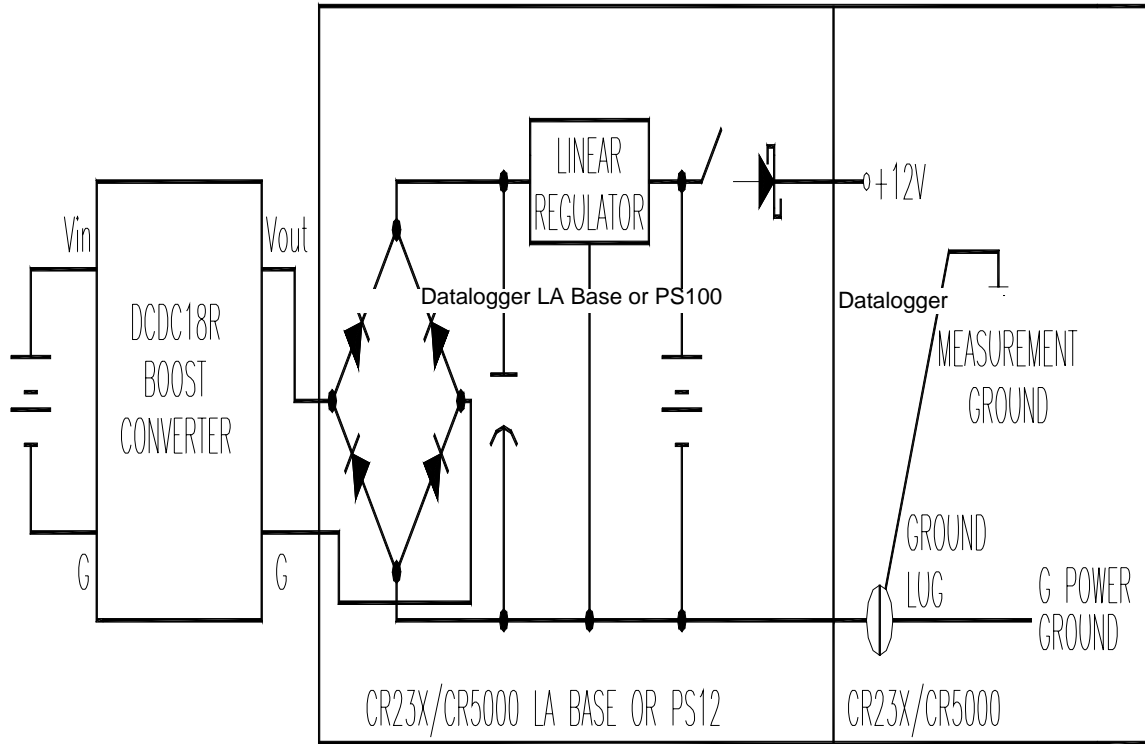 LINEAR
REGULATOR
+12V
Vin
Vout
DCDC18R
BOOST
CONVERTER
Datalogger LA Base or PS100
Datalogger
MEASUREMENT
GROUND
G
G
GROUND
LUG
G POWER
GROUND
CR23X/CR5000 LA BASE OR PS12
CR23X/CR5000